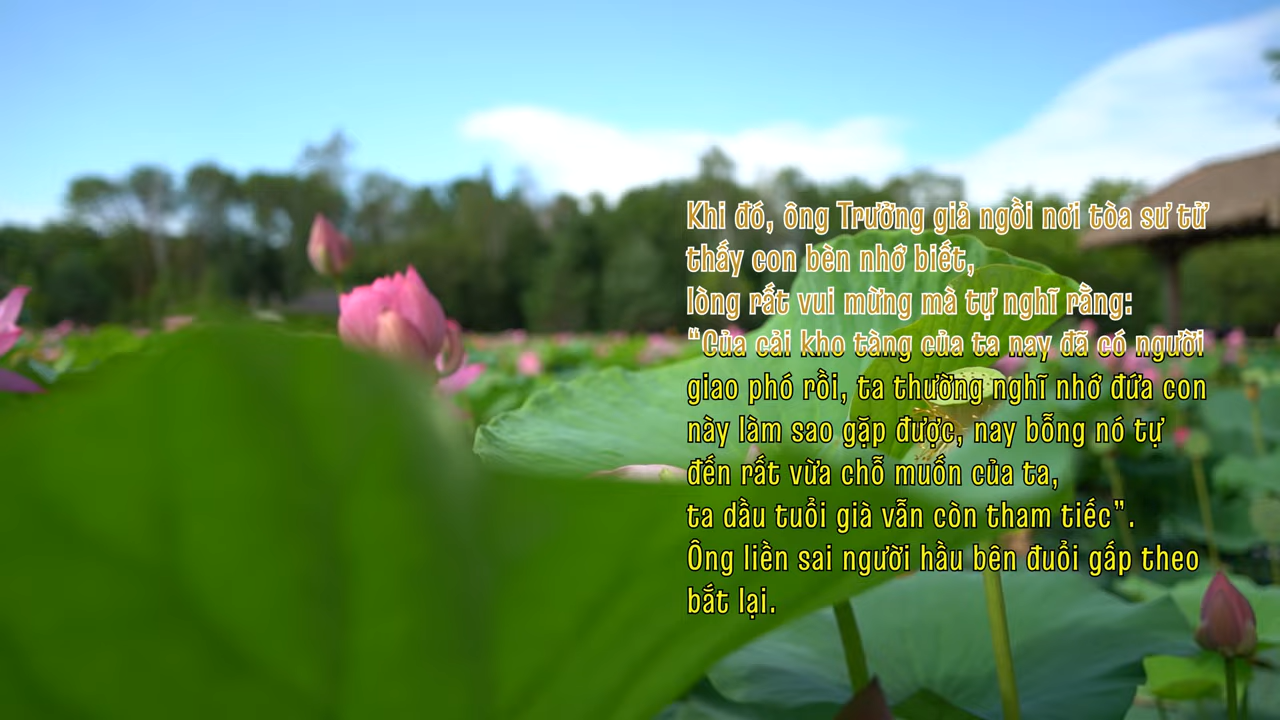 Khi đó, ông Trưởng giả ngồi nơi tòa sư tử
thấy con bèn nhớ biết,
lòng rất vui mừng mà tự nghĩ rằng:
“Của cải kho tàng của ta nay đã có người
giao phó rồi, ta thường nghĩ nhớ đứa con
này làm sao gặp được, nay bỗng nó tự
đến rất vừa chỗ muốn của ta,
ta dầu tuổi già vẫn còn tham tiếc”.
Ông liền sai người hầu bên đuổi gấp theo
bắt lại.